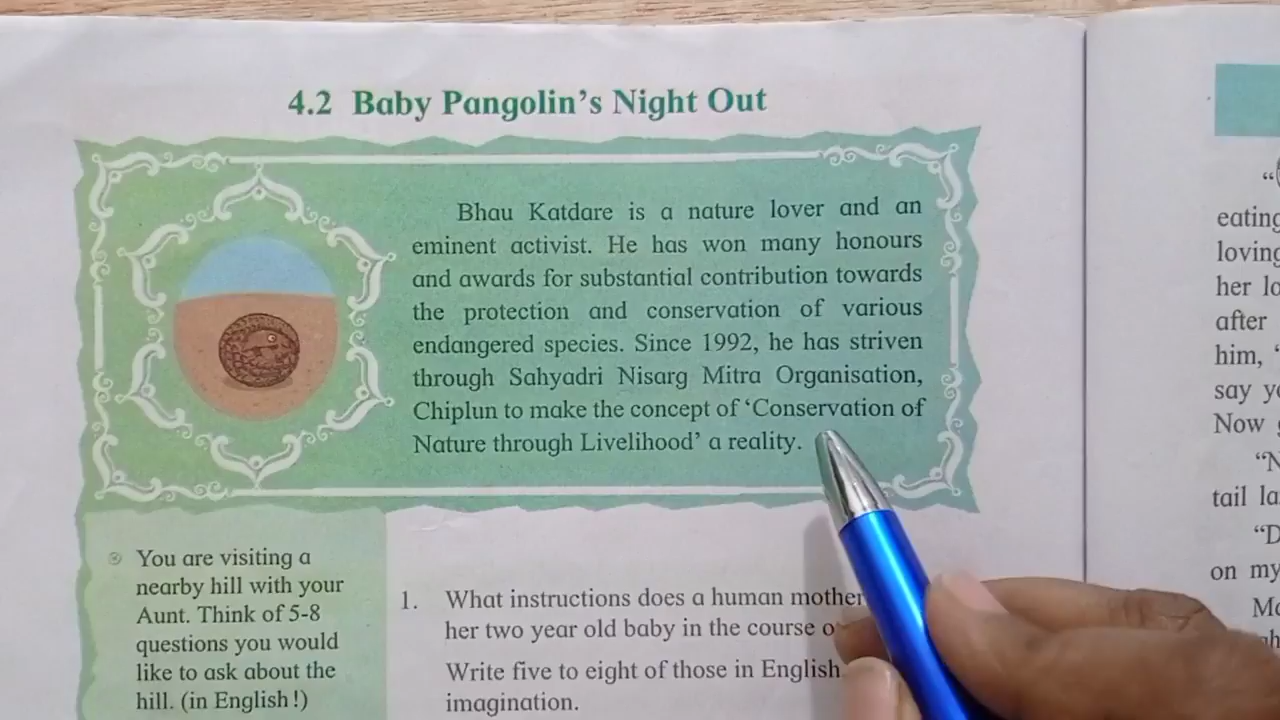 4.2 Baby Pangolin's Night Out
Bhau Katdare is a nature lover and an
eminent activist. He has won many honours
and awards for substantial contribution towards
the protection and conservation of various
endangered species. Since 1992, he has striven
through Sahyadri Nisarg Mitra Organisation,
Chiplun to make the concept of ‘Conservation of
Nature through Livelihood’ a reality.
You are visiting a
nearby hill with your
Aunt. Think of 5-8
questions you would
like to ask about the
hill. (in English!)
1. What instructions does a human mother
her two year old baby in the course
Write five to eight of those in English
imagination.
“
eating
loving
her
after
him,
say
Now
“
tail
“
on my